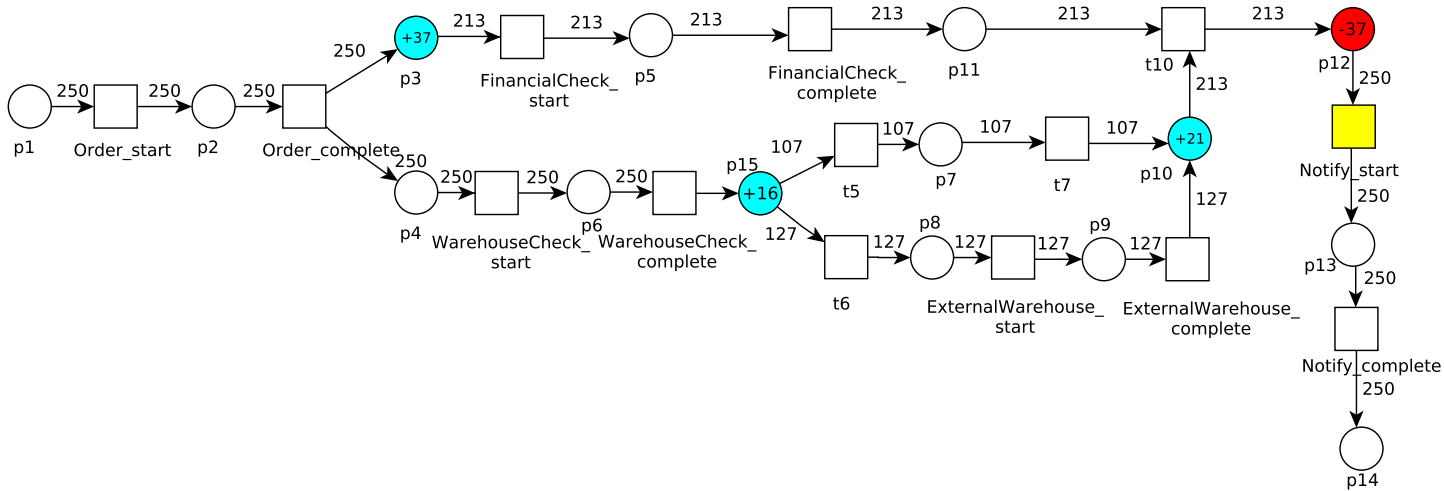 213
213
213
213
213
213
+37
-37
250
p3
p5
p11
t10
p12
FinancialCheck_
start
FinancialCheck_
complete
250
250
250
250
213
p1
Order_start
p2
Order_complete
250
p15
107
107
107
107
+21
p10
Notify_start
250
250
250
250
+16
t5
p7
t7
p4
p6
WarehouseCheck_
start
WarehouseCheck_
complete
127
p8
127
127
127
p9
127
127
t6
ExternalWarehouse_
start
ExternalWarehouse_
complete
p13
250
Notify_complete
250
p14